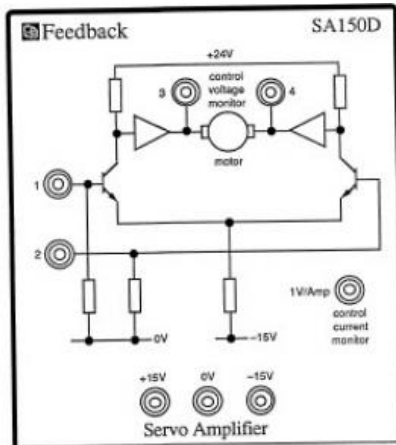 Feedback SA150D
+24V
3 control 4
voltage
monitor
motor
1
2
1V/Amp
control
current
monitor
0V -15V
+15V 0V -15V
Servo Amplifier